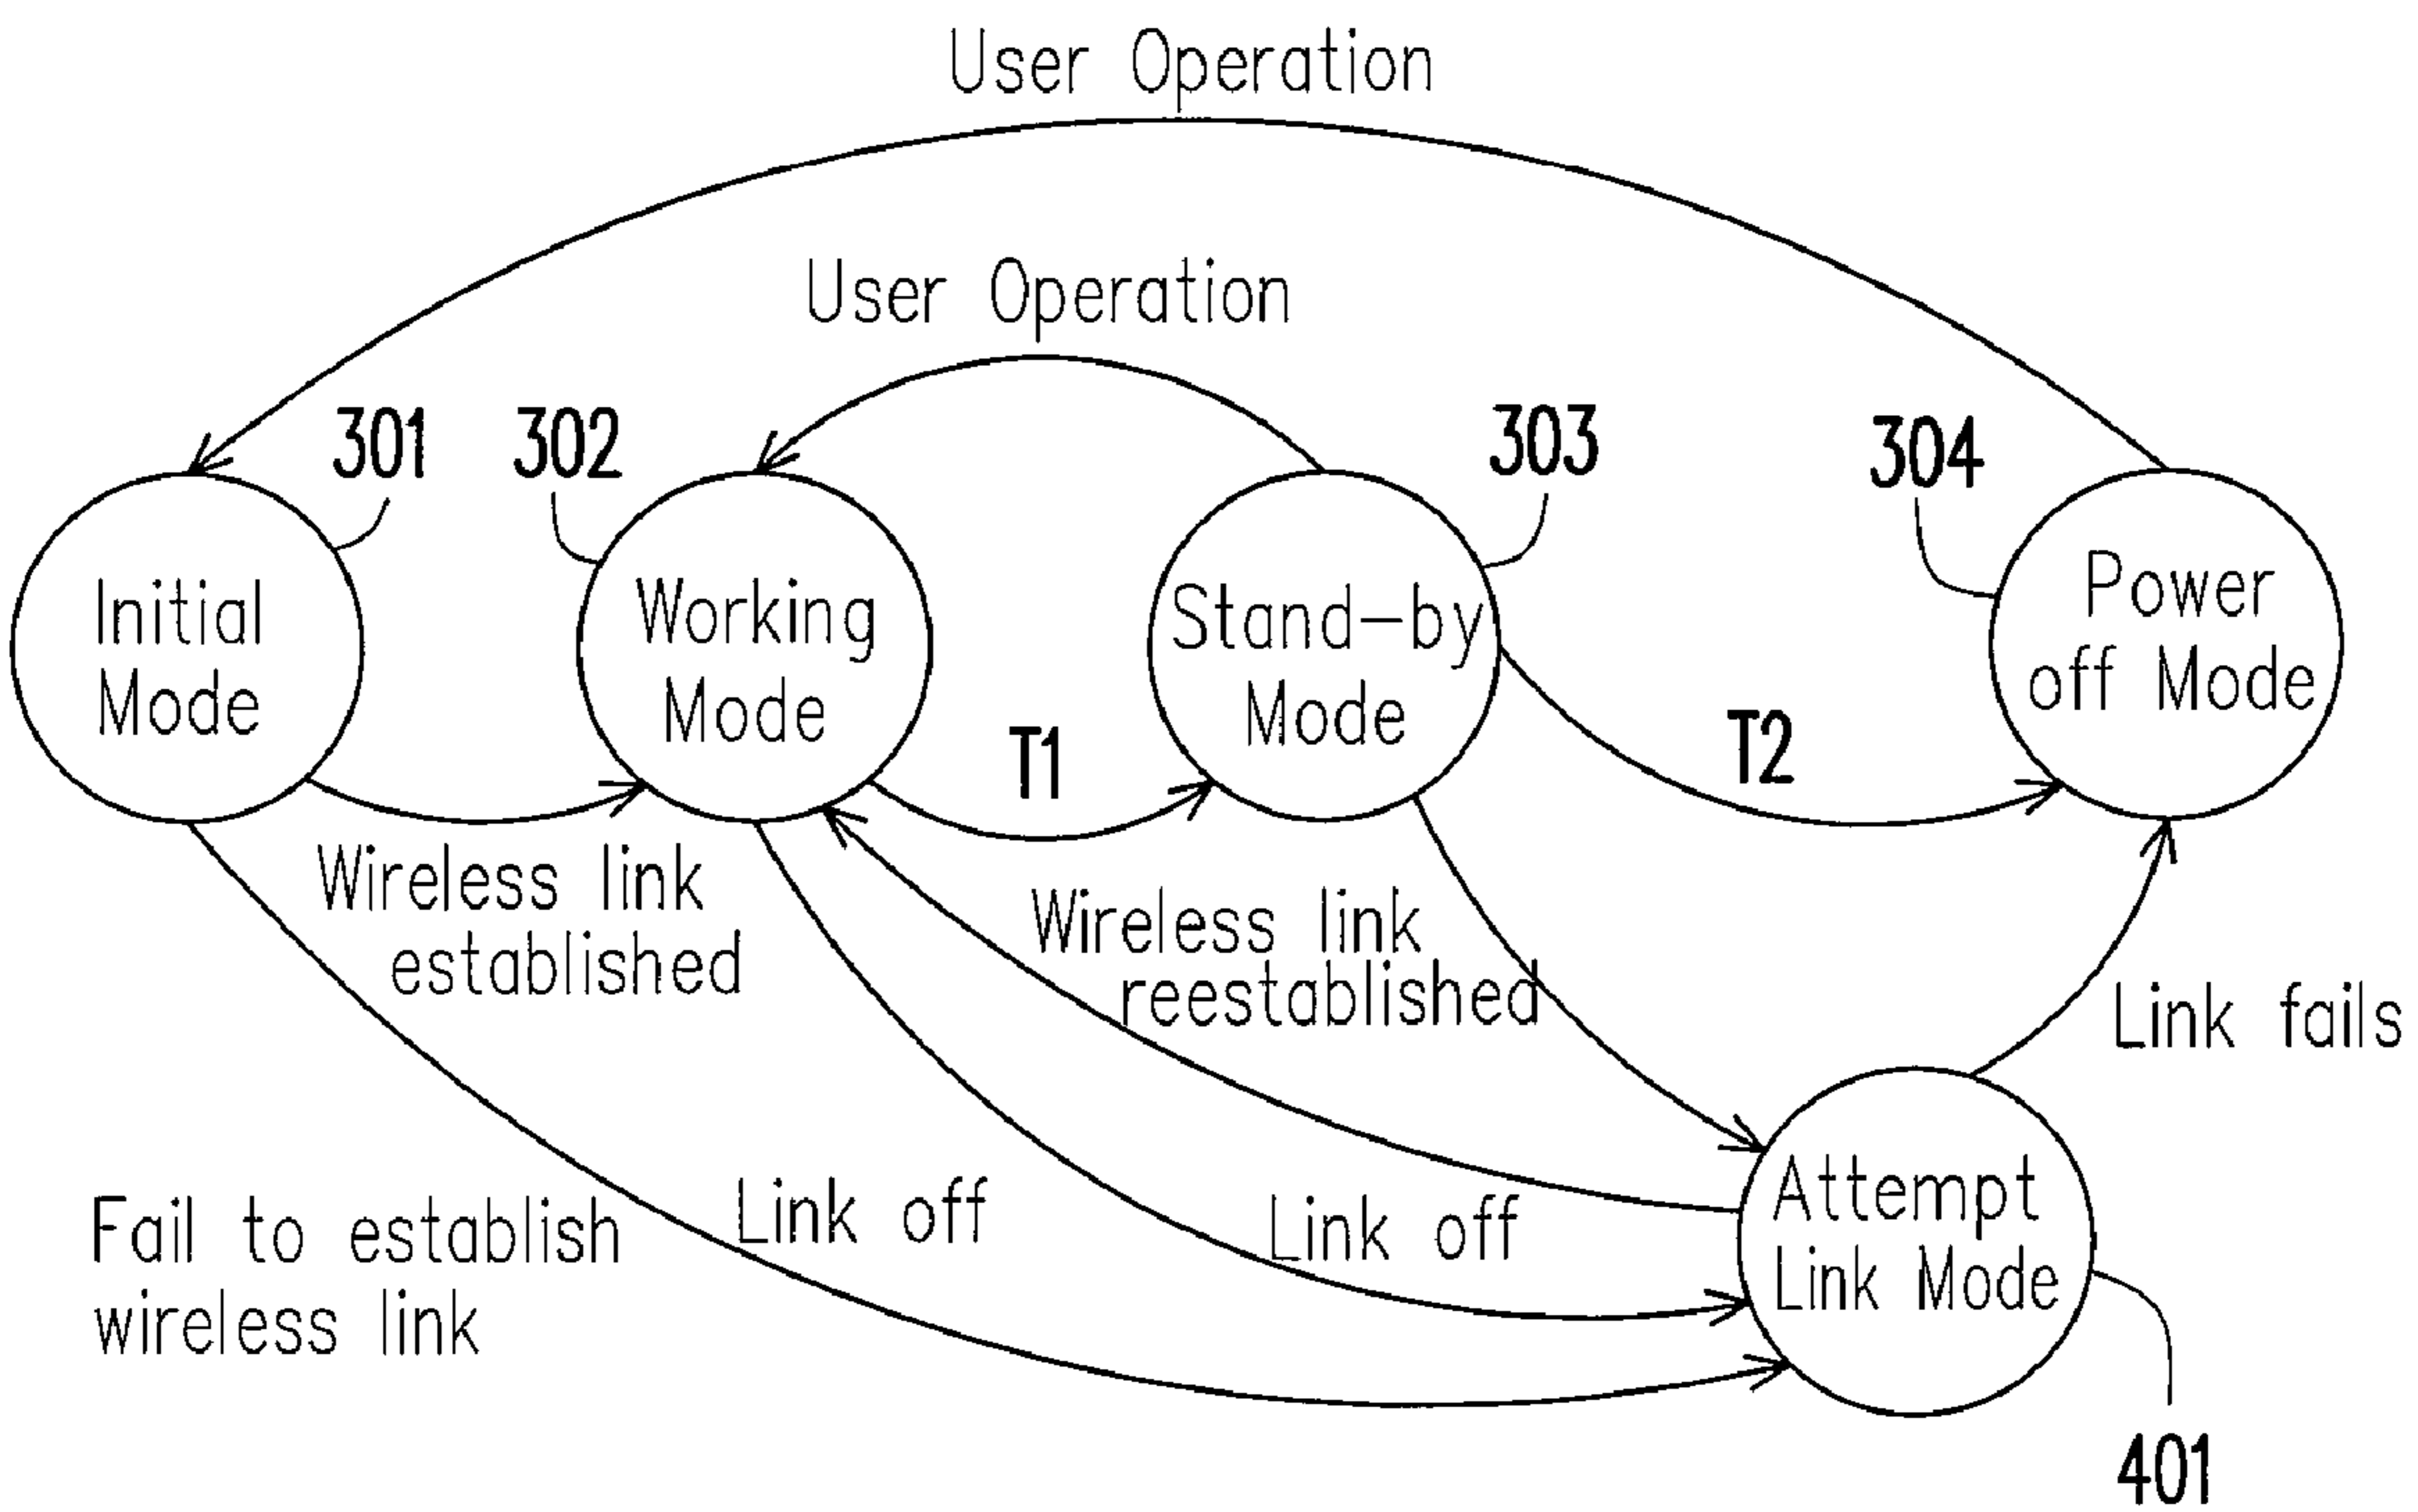 User Operation
User Operation
301
302
303
304
Initial
Mode
Working
Mode
Stand-by
Mode
Power
off Mode
T1
T2
Wireless link
established
Wireless link
reestablished
Link fails
Fail to establish
wireless link
Link off
Link off
Attempt
Link Mode
401